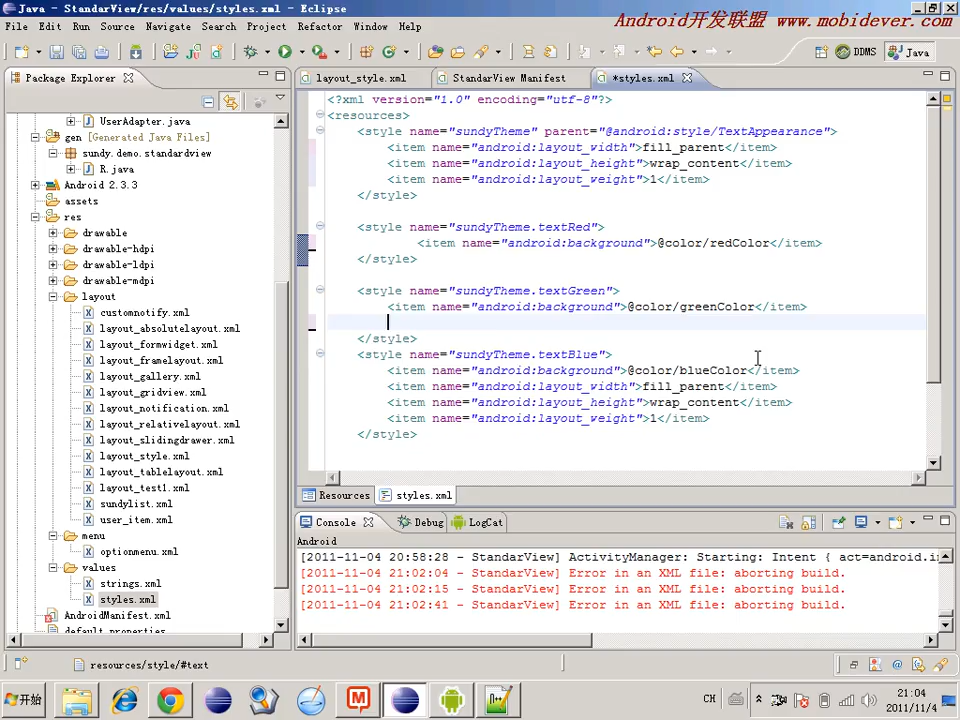 Java - StandarView/res/values/styles.xml - Eclipse
Android开发联盟 www.mobidever.com
File Edit Run Source Navigate Search Project Refactor Window Help
DDMS Java
Package Explorer
layout_style.xml StandarView Manifest *styles.xml
UserAdapter.java
gen [Generated Java Files]
sundy.demo.standardview
R.java
Android 2.3.3
assets
res
drawable
drawable-hdpi
drawable-ldpi
drawable-mdpi
layout
customnotify.xml
layout_absolutelayout.xml
layout_formwidget.xml
layout_framelayout.xml
layout_gallery.xml
layout_gridview.xml
layout_notification.xml
layout_relativelayout.xml
layout_slidingdrawer.xml
layout_style.xml
layout_tablelayout.xml
layout_test1.xml
sundylist.xml
user_item.xml
menu
optionmenu.xml
values
strings.xml
styles.xml
AndroidManifest.xml
default.properties
<?xml version="1.0" encoding="utf-8"?>
<resources>
<style name="sundyTheme" parent="@android:style/TextAppearance">
<item name="android:layout_width">fill_parent</item>
<item name="android:layout_height">wrap_content</item>
<item name="android:layout_weight">1</item>
</style>
<style name="sundyTheme.textRed">
<item name="android:background">@color/redColor</item>
</style>
<style name="sundyTheme.textGreen">
<item name="android:background">@color/greenColor</item>
</style>
<style name="sundyTheme.textBlue">
<item name="android:background">@color/blueColor</item>
<item name="android:layout_width">fill_parent</item>
<item name="android:layout_height">wrap_content</item>
<item name="android:layout_weight">1</item>
</style>
Resources styles.xml
Console Debug LogCat
Android
[2011-11-04 20:58:28 - StandarView] ActivityManager: Starting: Intent { act=android.in
[2011-11-04 21:02:04 - StandarView] Error in an XML file: aborting build.
[2011-11-04 21:02:15 - StandarView] Error in an XML file: aborting build.
[2011-11-04 21:02:41 - StandarView] Error in an XML file: aborting build.
resources/style/#text
开始
CH
21:04
2011/11/4